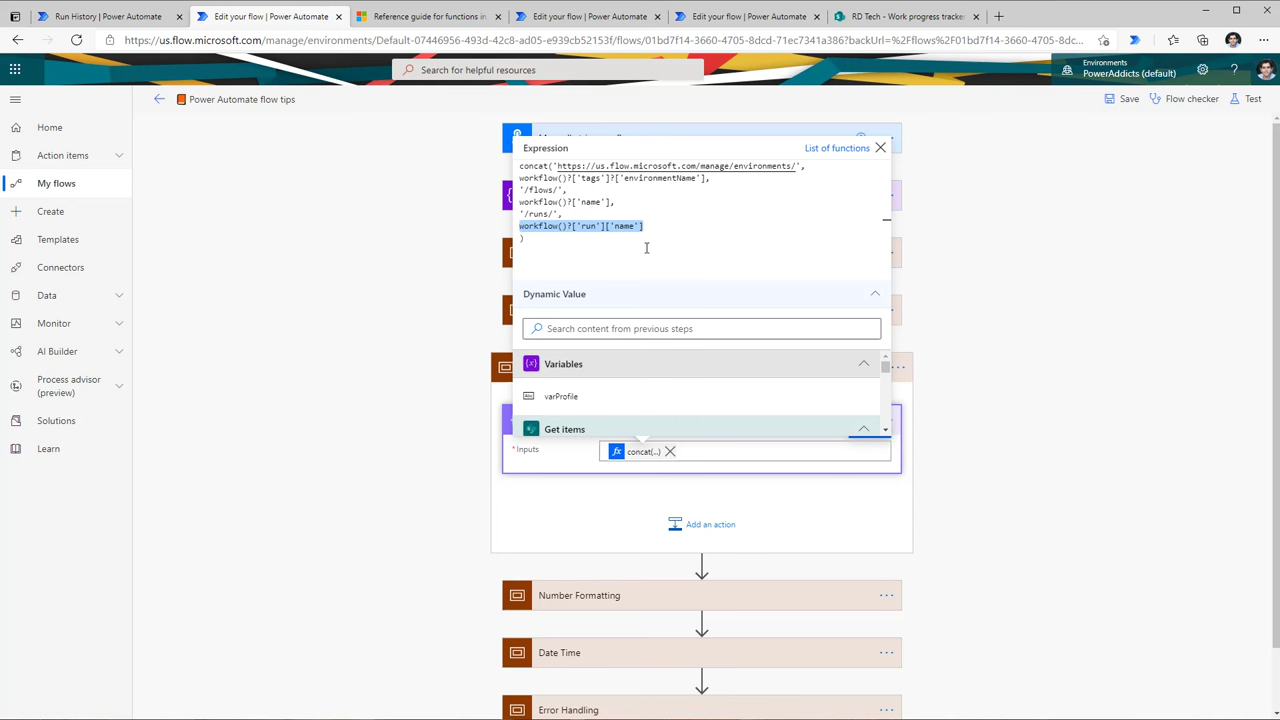 Run History | Power Automate
Edit your flow | Power Automate
Reference guide for functions in
Edit your flow | Power Automate
Edit your flow | Power Automate
RD Tech - Work progress tracker
https://us.flow.microsoft.com/manage/environments/Default-07446956-493d-42c8-ad05-e939cb52153f/flows/01bd7f14-3660-4705-8dcd-71ec7341a386?backUrl=%2Fflows%2F01bd7f14-3660-4705-8dc...
Search for helpful resources
Environments
PowerAddicts (default)
Power Automate flow tips
Save
Flow checker
Test
Home
Action items
My flows
Create
Templates
Connectors
Data
Monitor
AI Builder
Process advisor
(preview)
Solutions
Learn
Expression
List of functions
concat('https://us.flow.microsoft.com/manage/environments/',
workflow()?['tags']?['environmentName'],
'/flows/',
workflow()?['name'],
'/runs/',
workflow()?['run']['name']
)
Dynamic Value
Search content from previous steps
Variables
varProfile
Get items
* Inputs
fx concat(...)
Add an action
Number Formatting
Date Time
Error Handling